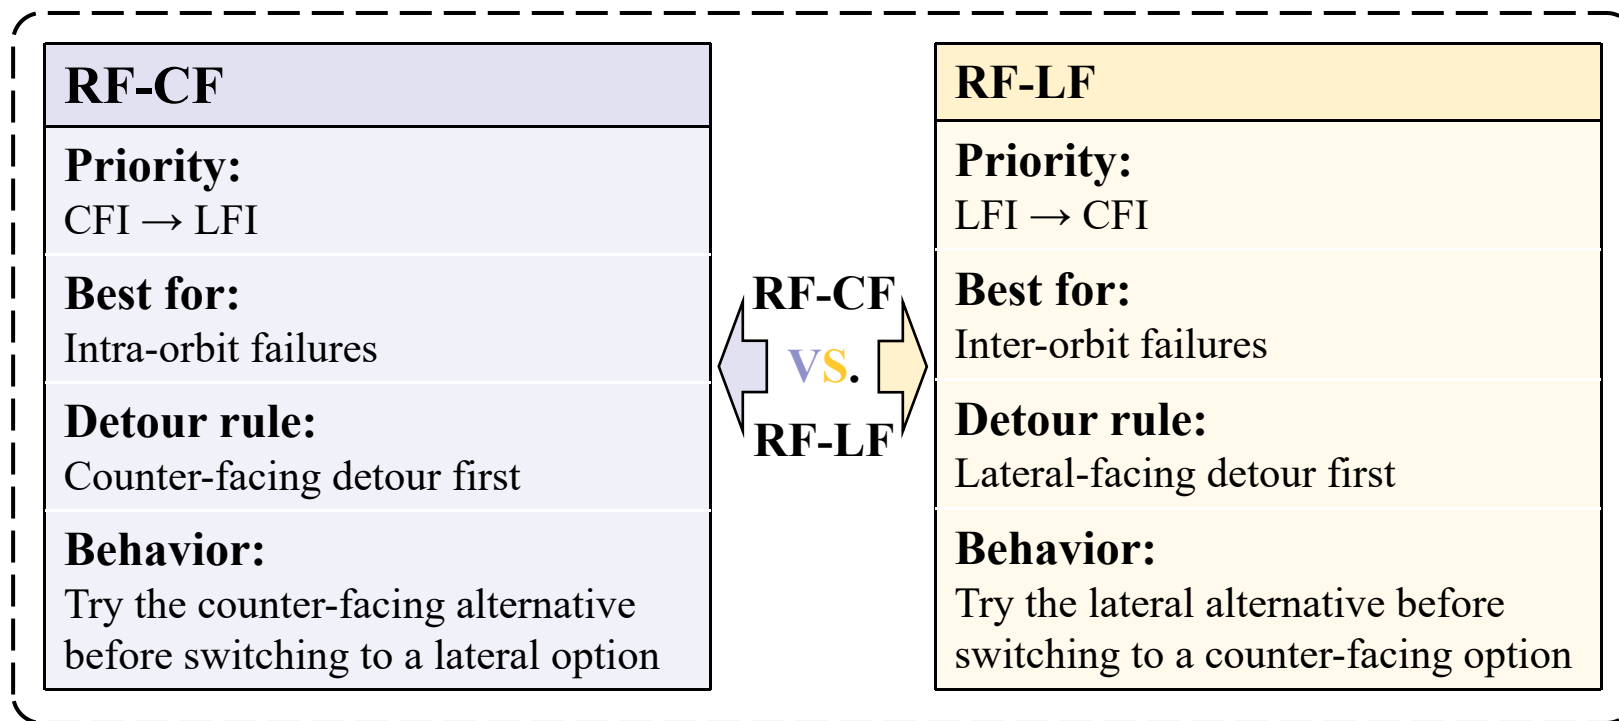 RF-CF
Priority:
CFI → LFI
Best for:
Intra-orbit failures
Detour rule:
Counter-facing detour first
Behavior:
Try the counter-facing alternative
before switching to a lateral option
RF-CF
VS.
RF-LF
RF-LF
Priority:
LFI → CFI
Best for:
Inter-orbit failures
Detour rule:
Lateral-facing detour first
Behavior:
Try the lateral alternative before
switching to a counter-facing option